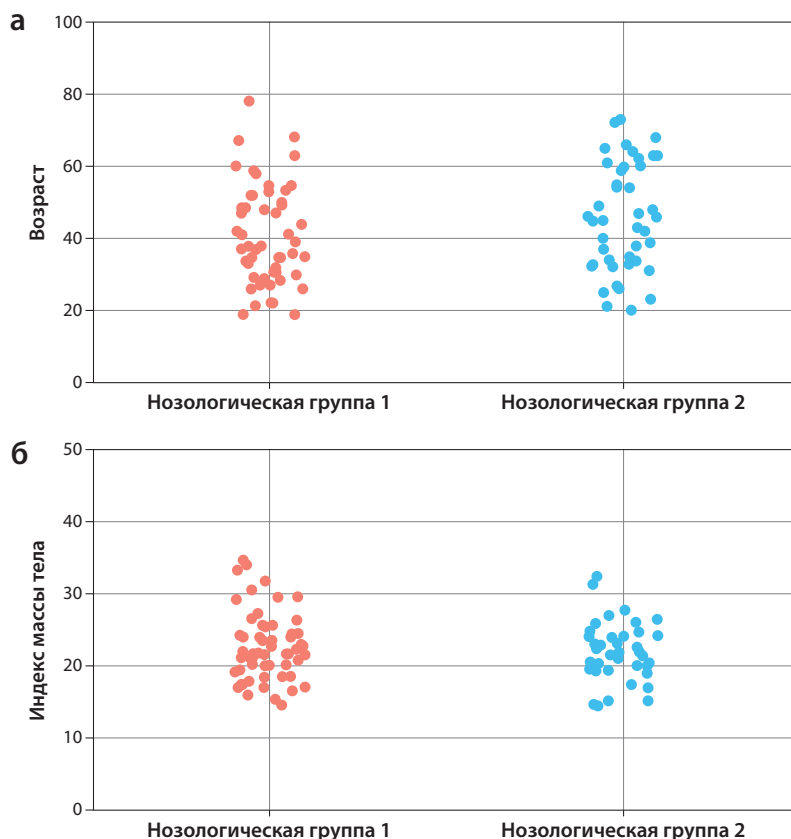 а
100
80
60
40
20
0
Возраст
Нозологическая группа 1
Нозологическая группа 2
б
50
40
30
20
10
0
Индекс массы тела
Нозологическая группа 1
Нозологическая группа 2